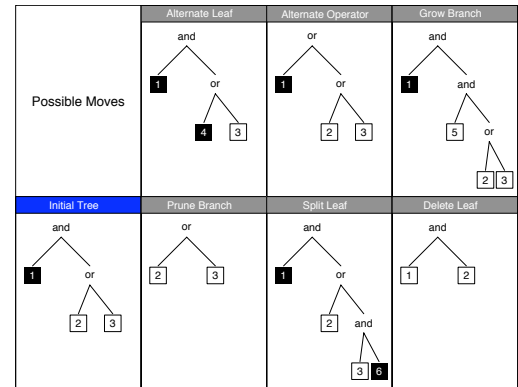 Possible Moves
Alternate Leaf
and
1
or
4 3
Alternate Operator
or
1
or
2 3
Grow Branch
and
1
and
5
or
2 3
Initial Tree
and
1
or
2 3
Prune Branch
or
2 3
Split Leaf
and
1
or
2
and
3 6
Delete Leaf
and
1 2